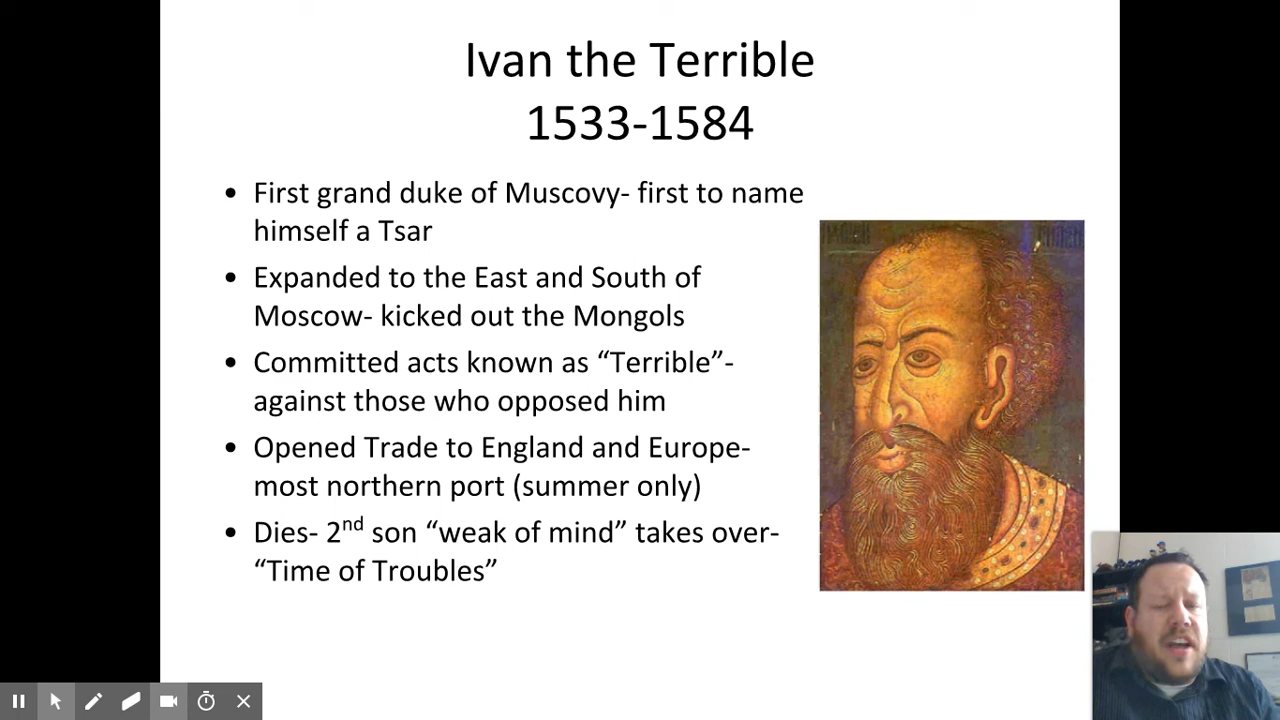 Ivan the Terrible
1533-1584
• First grand duke of Muscovy- first to name
himself a Tsar
• Expanded to the East and South of
Moscow- kicked out the Mongols
• Committed acts known as “Terrible”-
against those who opposed him
• Opened Trade to England and Europe-
most northern port (summer only)
• Dies- 2nd son “weak of mind” takes over-
“Time of Troubles”